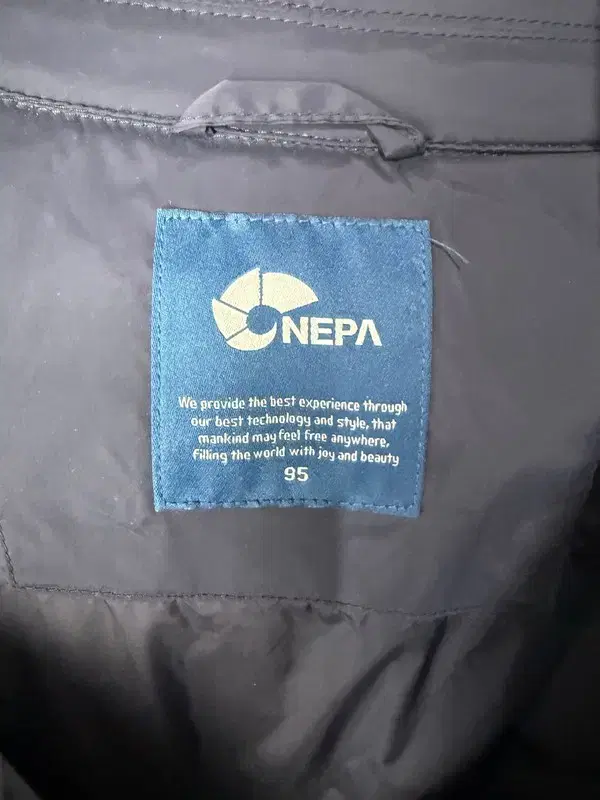 NEPA
We provide the best experience through
our best technology and style, that
mankind may feel free anywhere,
filling the world with joy and beauty
95